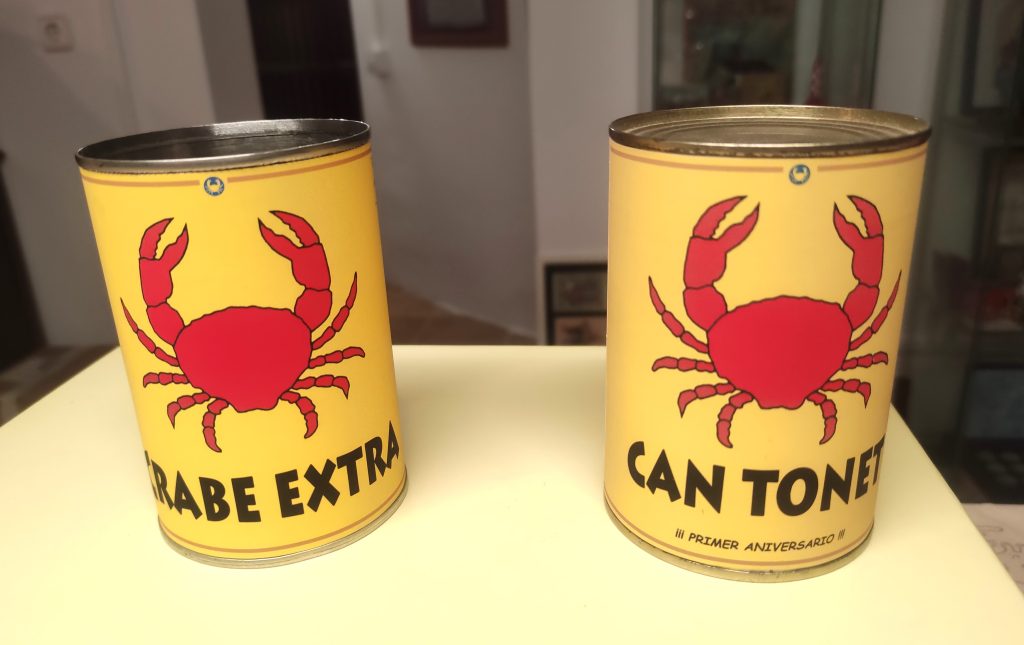 CRABE EXTRA
CAN TONET
¡¡¡ PRIMER ANIVERSARIO !!!